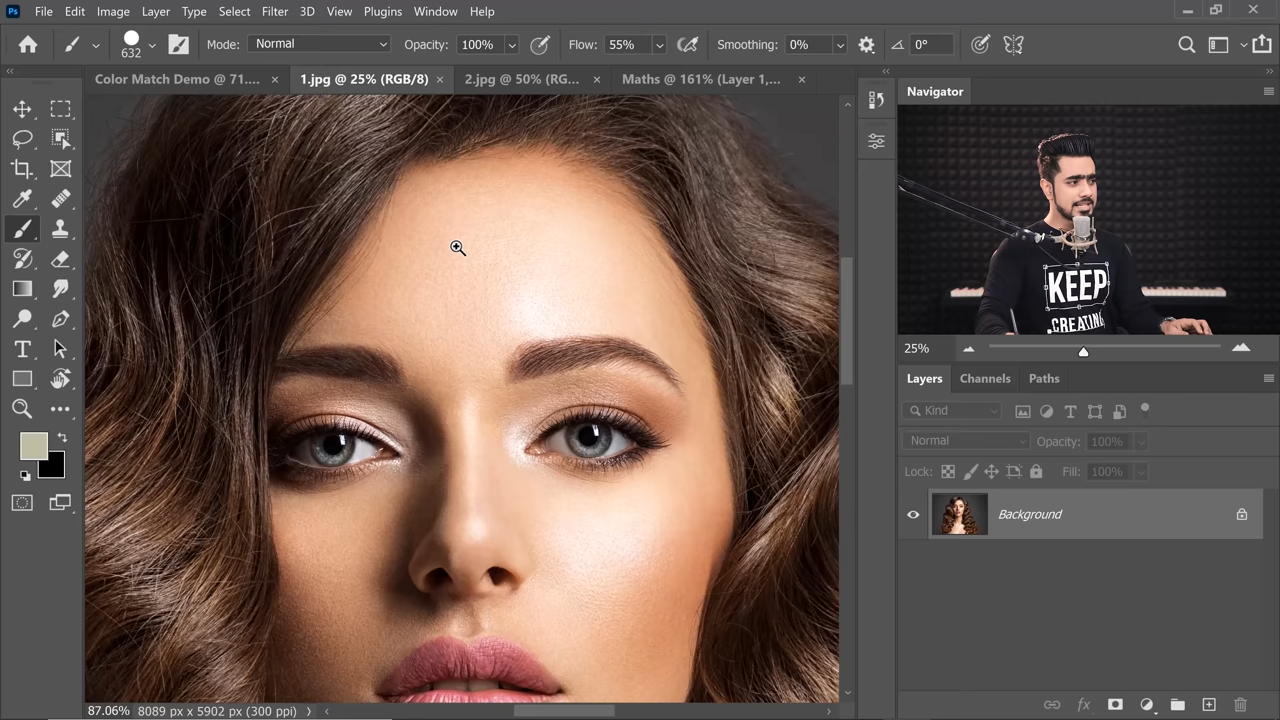 Ps File Edit Image Layer Type Select Filter 3D View Plugins Window Help
632 Mode: Normal Opacity: 100% Flow: 55% Smoothing: 0% 0°
Color Match Demo @ 71.... × 1.jpg @ 25% (RGB/8) × 2.jpg @ 50% (RG... × Maths @ 161% (Layer 1,... ×
Navigator
KEEP
CREATING
25%
Layers Channels Paths
Kind
Normal Opacity: 100%
Lock: Fill: 100%
Background
87.06% 8089 px x 5902 px (300 ppi)